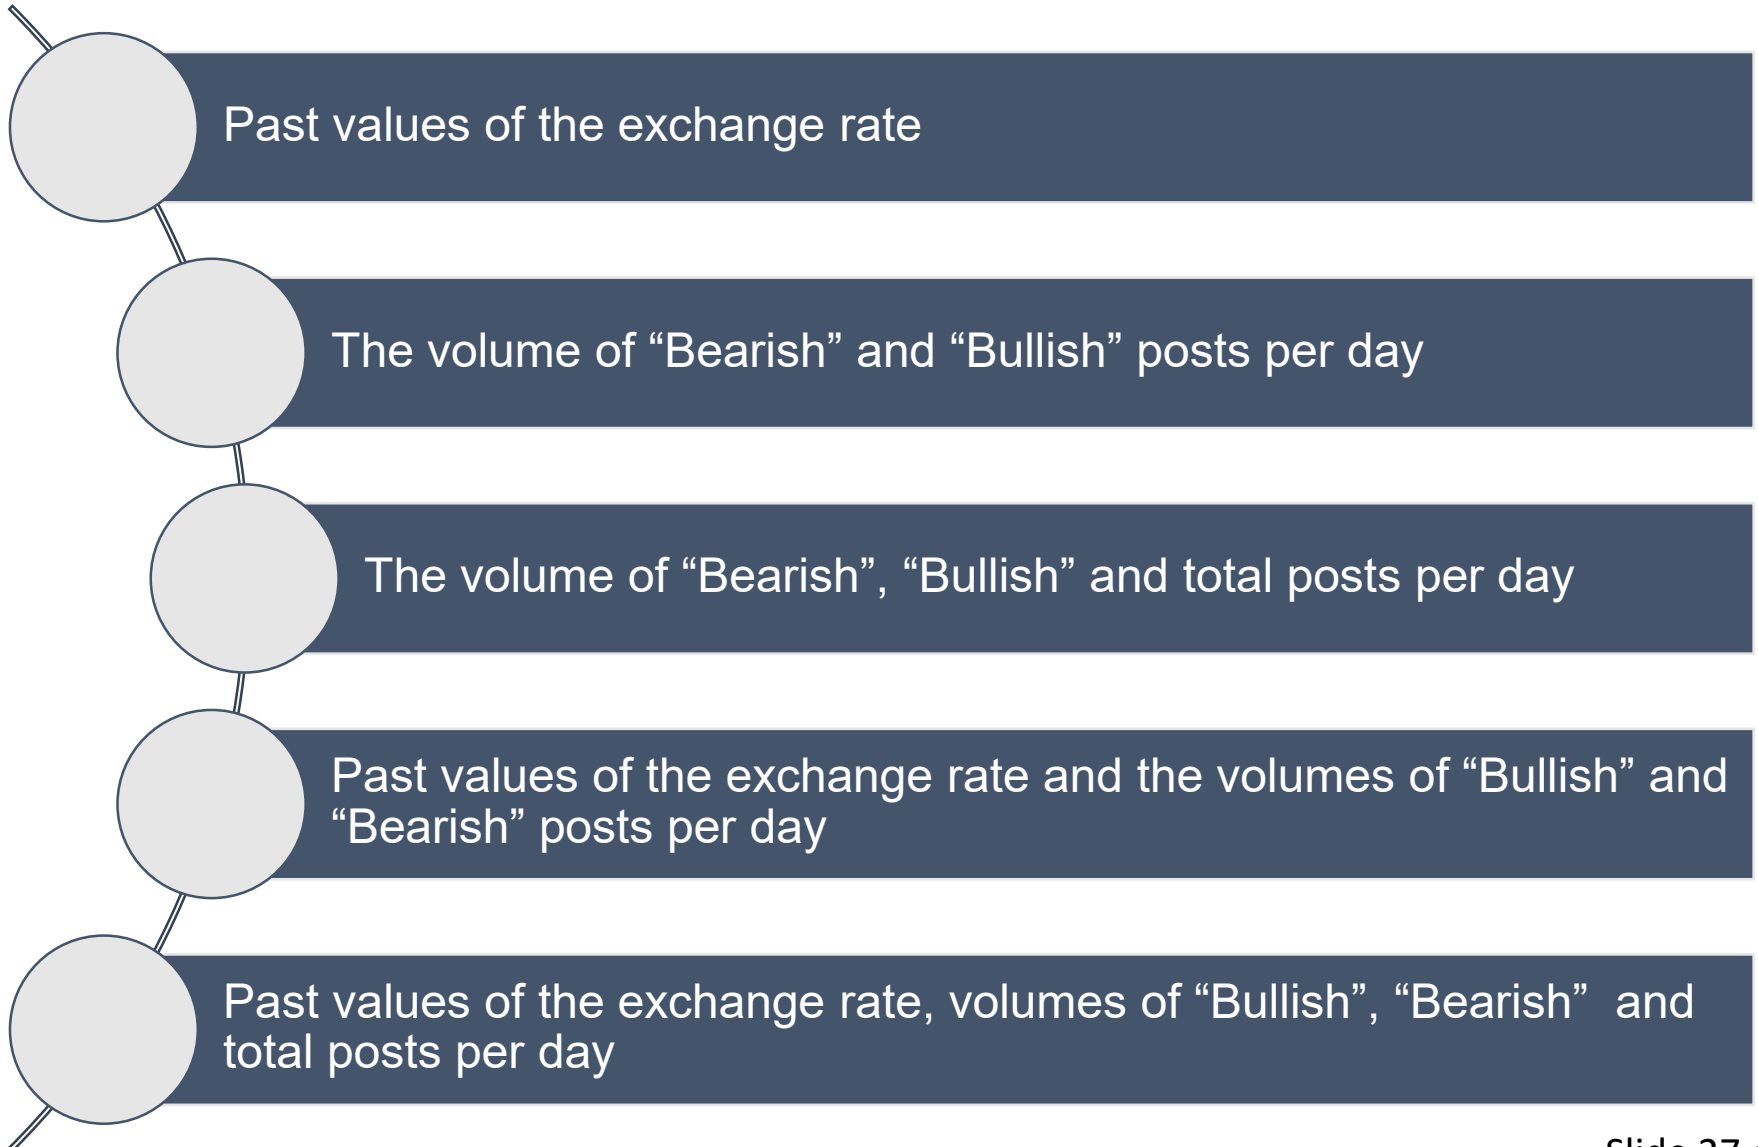 Past values of the exchange rate
The volume of “Bearish” and “Bullish” posts per day
The volume of “Bearish”, “Bullish” and total posts per day
Past values of the exchange rate and the volumes of “Bullish” and
“Bearish” posts per day
Past values of the exchange rate, volumes of “Bullish”, “Bearish”  and
total posts per day
Slide 27